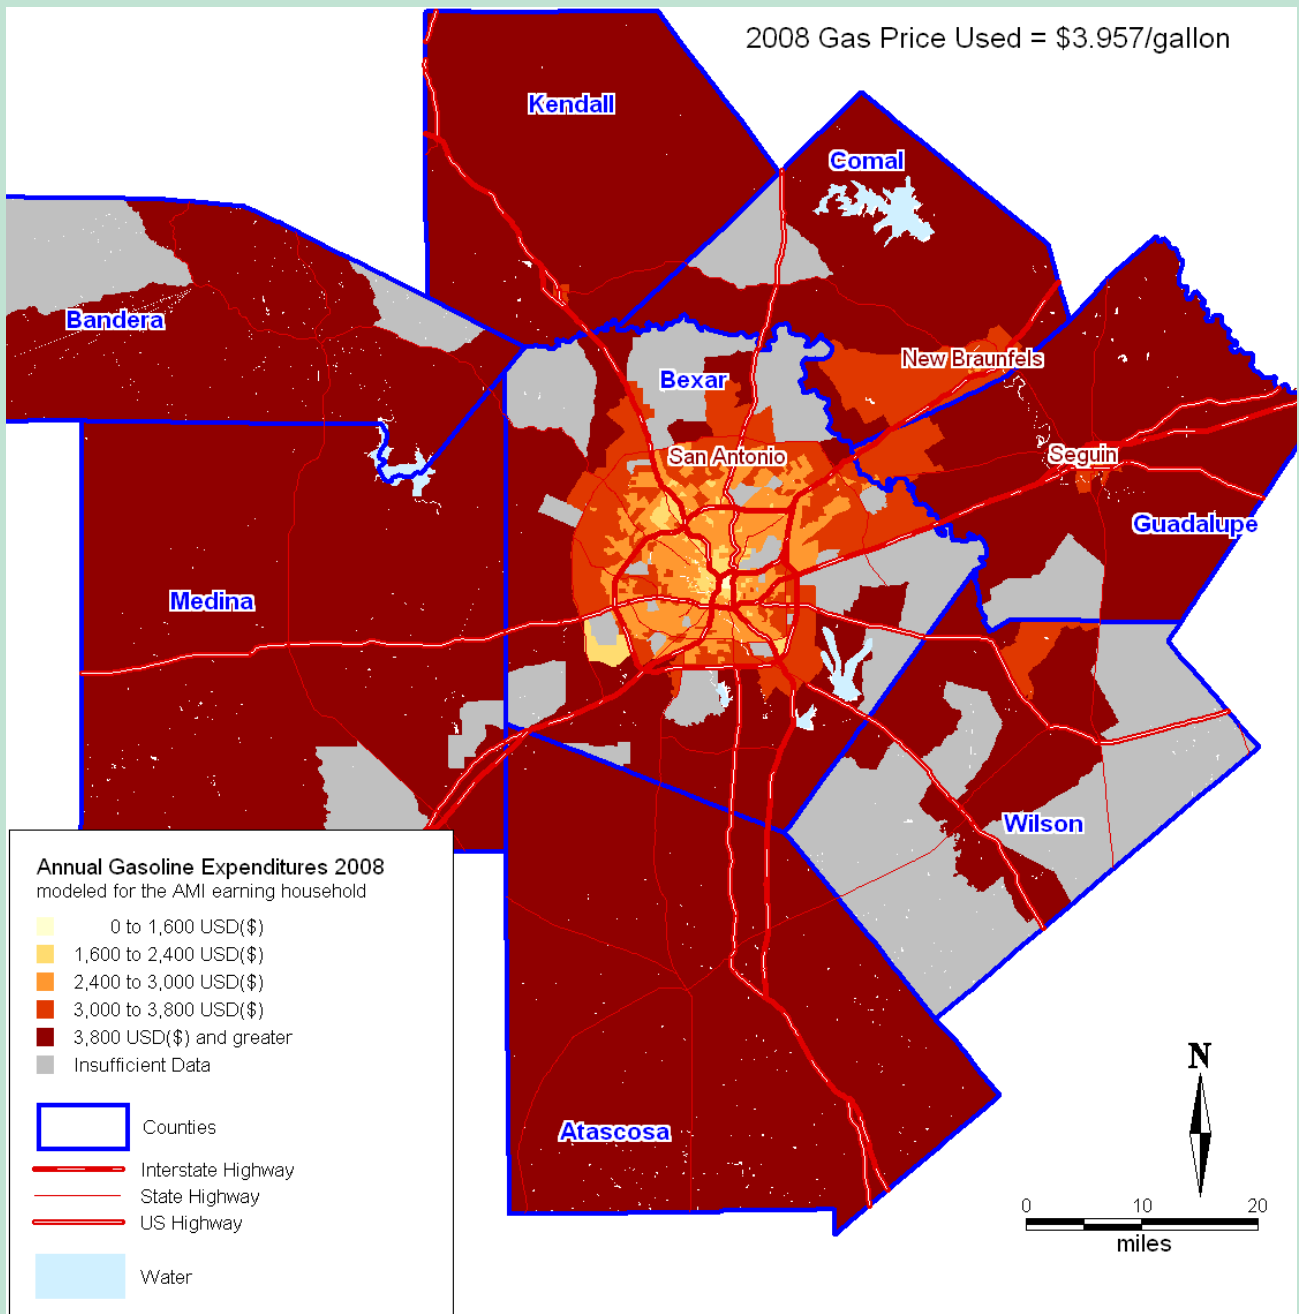 2008 Gas Price Used = $3.957/gallon
Kendall
Comal
Bandera
New Braunfels
Bexar
San Antonio
Seguin
Guadalupe
Medina
Wilson
Atascosa
Annual Gasoline Expenditures 2008
modeled for the AMI earning household
0 to 1,600 USD($)
1,600 to 2,400 USD($)
2,400 to 3,000 USD($)
3,000 to 3,800 USD($)
3,800 USD($) and greater
Insufficient Data
Counties
Interstate Highway
State Highway
US Highway
Water
N
0 10 20
miles